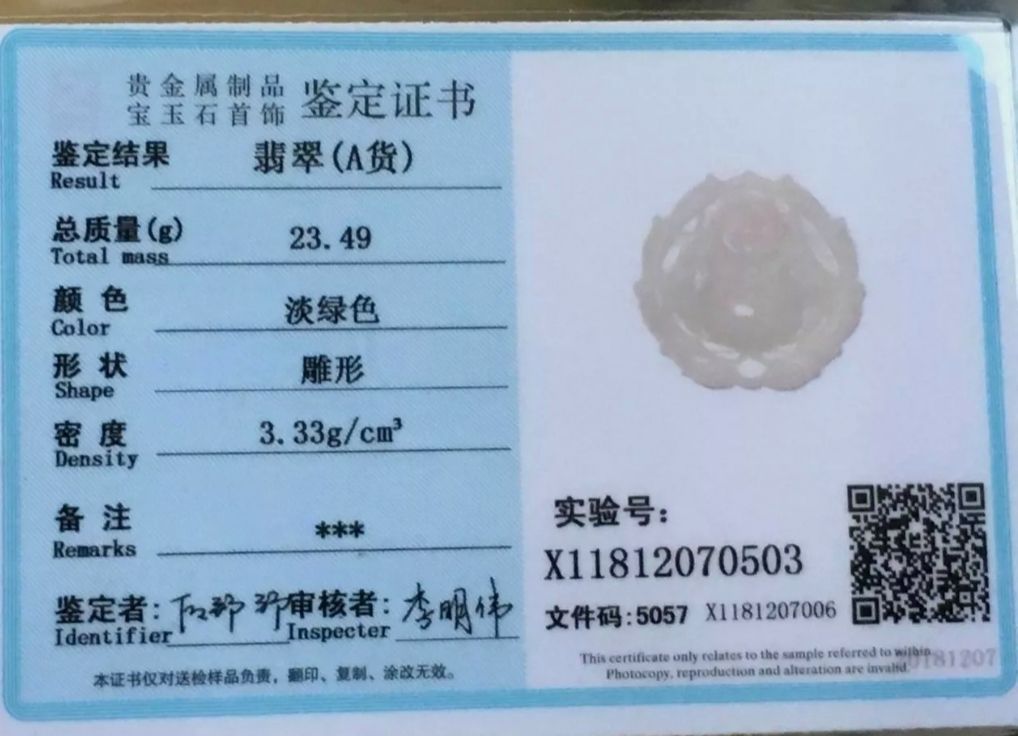 贵金属制品
宝玉石首饰
鉴定证书
鉴定结果 翡翠(A货)
Result
总质量(g) 23.49
Total mass
颜色 淡绿色
Color
形状 雕形
Shape
密度 3.33g/cm³
Density
备注 ***
Remarks
鉴定者: 审核者: 李明伟
Identifier Inspecter
本证书仅对送检样品负责，翻印、复制、涂改无效。
实验号:
X11812070503
文件码:5057 X1181207006
This certificate only relates to the sample referred to within.
Photocopy, reproduction and alteration are invalid.